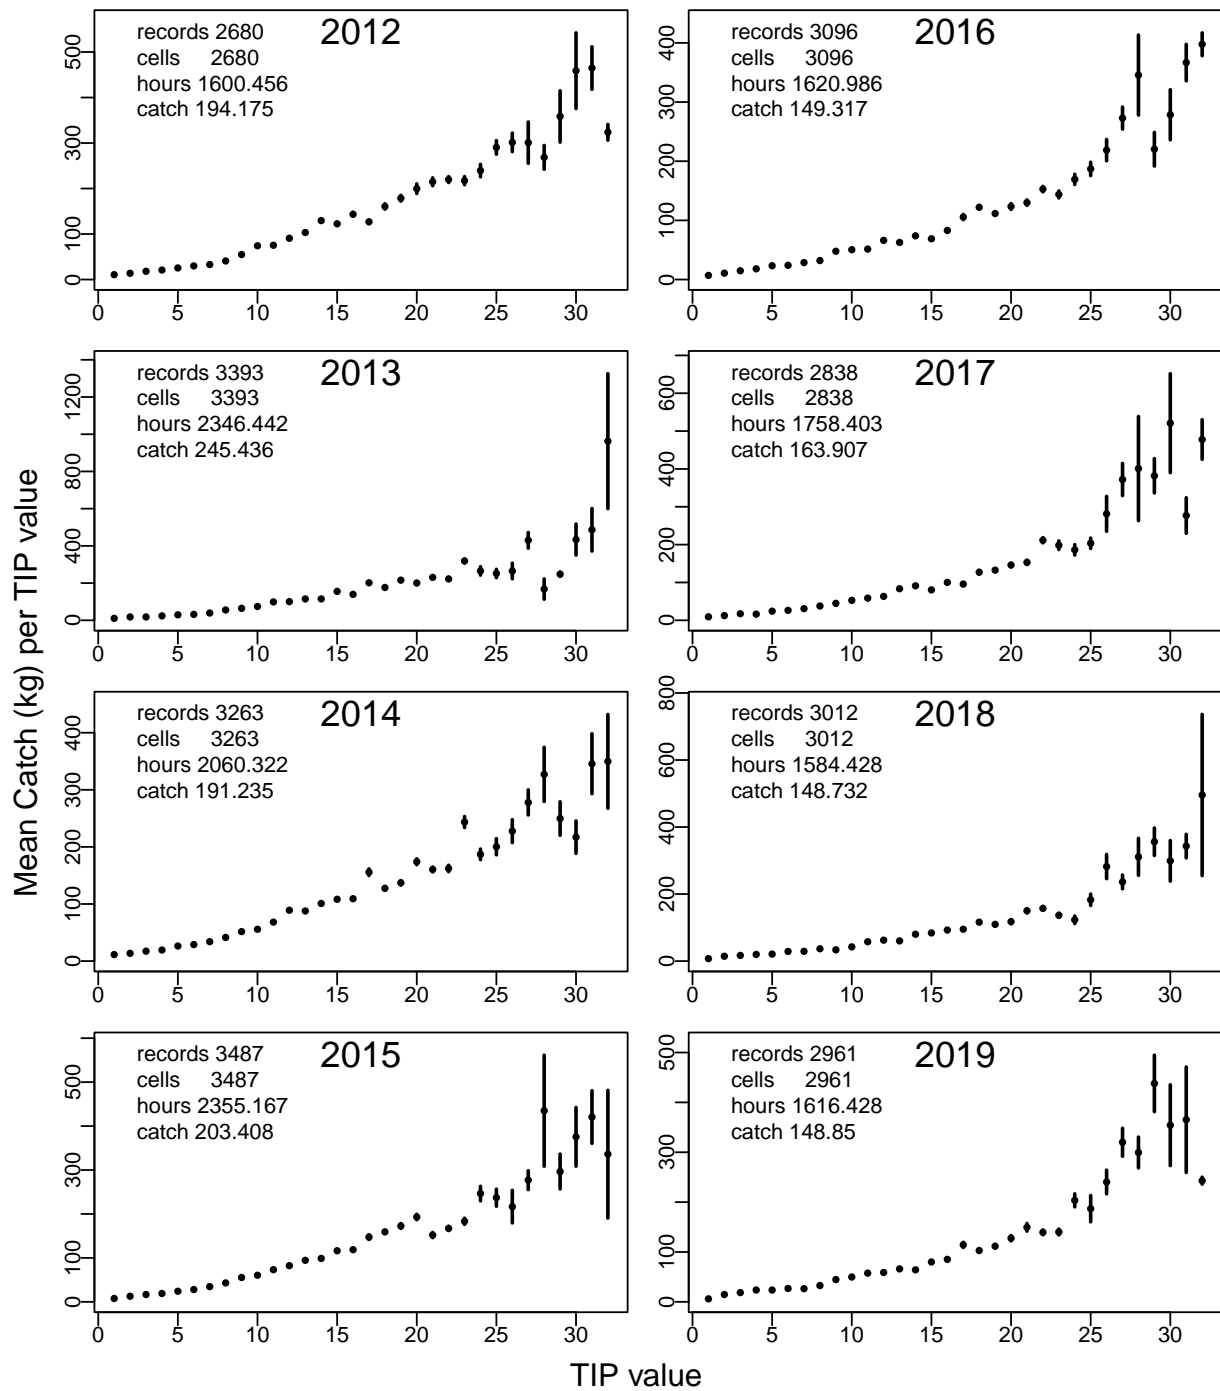 Mean Catch (kg) per TIP value
2012
records 2680
cells 2680
hours 1600.456
catch 194.175
0 100 300 500
0 5 10 15 20 25 30
2016
records 3096
cells 3096
hours 1620.986
catch 149.317
0 100 200 300 400
0 5 10 15 20 25 30
2013
records 3393
cells 3393
hours 2346.442
catch 245.436
0 400 800 1200
0 5 10 15 20 25 30
2017
records 2838
cells 2838
hours 1758.403
catch 163.907
0 200 400 600
0 5 10 15 20 25 30
2014
records 3263
cells 3263
hours 2060.322
catch 191.235
0 100 200 300 400
0 5 10 15 20 25 30
2018
records 3012
cells 3012
hours 1584.428
catch 148.732
0 200 400 600 800
0 5 10 15 20 25 30
2015
records 3487
cells 3487
hours 2355.167
catch 203.408
0 100 300 500
0 5 10 15 20 25 30
2019
records 2961
cells 2961
hours 1616.428
catch 148.85
0 100 300 500
0 5 10 15 20 25 30
TIP value